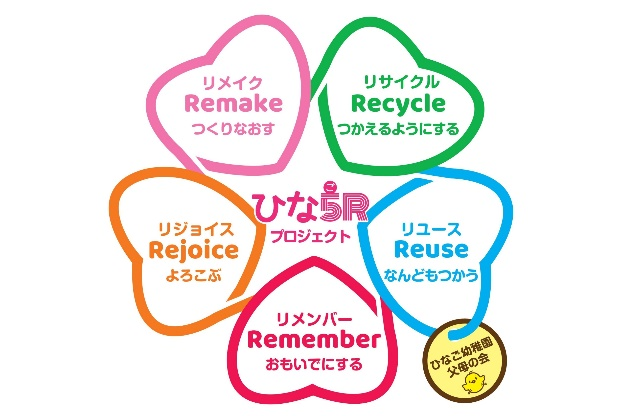 リメイク
Remake
つくりなおす
リサイクル
Recycle
つかえるようにする
リジョイス
Rejoice
よろこぶ
ひなご5R
プロジェクト
リユース
Reuse
なんどもつかう
リメンバー
Remember
おもいでにする
ひなご幼稚園
父母の会